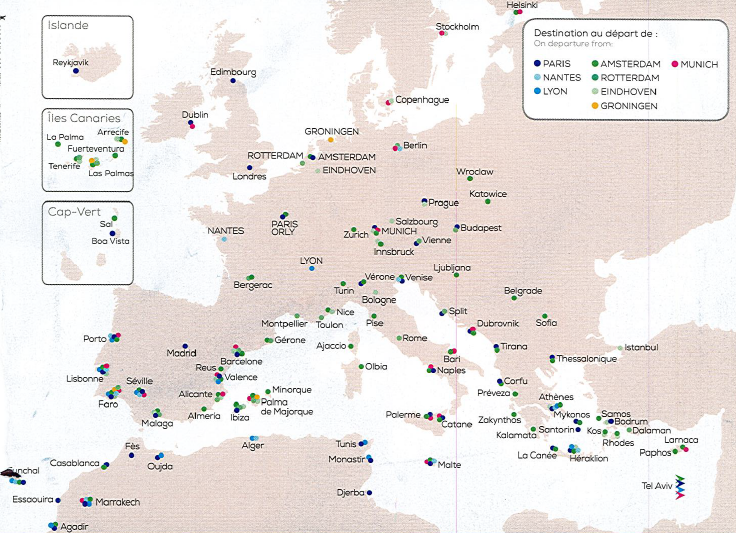 Helsinki
Islande
Stockholm
Destination au départ de :
On departure from:
Reykjavik
Edimbourg
PARIS
AMSTERDAM
MUNICH
NANTES
ROTTERDAM
LYON
EINDHOVEN
GRONINGEN
Copenhague
Îles Canaries
Dublin
Arrecife
La Palma
GRONINGEN
Fuerteventura
Berlin
ROTTERDAM
AMSTERDAM
Tenerife
Londres
EINDHOVEN
Las Palmas
Wroclaw
Katowice
Prague
Cap-Vert
Sal
Salzbourg
NANTES
PARIS
ORLY
Zurich
MUNICH
Budapest
Boa Vista
Vienne
Innsbruck
LYON
Ljubljana
Vérone
Venise
Bergerac
Turin
Belgrade
Bologne
Nice
Split
Montpellier
Toulon
Pise
Dubrovnik
Sofia
Porto
Gérone
Rome
Madrid
Ajaccio
Tirana
Istanbul
Barcelone
Bari
Thessalonique
Reus
Olbia
Naples
Lisbonne
Séville
Valence
Corfu
Alicante
Minorque
Préveza
Athènes
Faro
Palma
de Majorque
Palerme
Mykonos
Samos
Almeria
Ibiza
Zakynthos
Bodrum
Malaga
Catane
Santorin
Kos
Dalaman
Kalamata
Rhodes
Fès
Alger
Tunis
Larnaca
La Canée
Héraklion
Paphos
Casablanca
Oujda
Monastir
Malte
Funchal
Tel Aviv
Essaouira
Marrakech
Djerba
Agadir